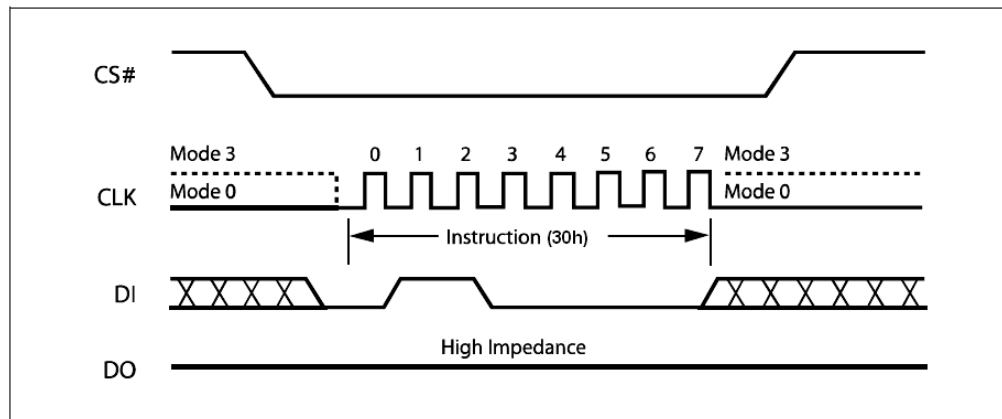 CS#
Mode 3 0 1 2 3 4 5 6 7 Mode 3
CLK Mode 0 Mode 0
Instruction (30h)
DI
High Impedance
DO